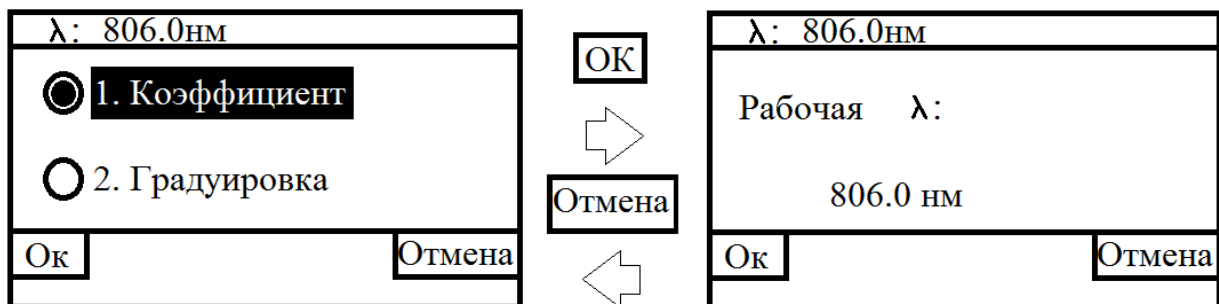 λ: 806.0нм
1. Коэффициент
2. Градуировка
Ок
Отмена
ОК
Отмена
λ: 806.0нм
Рабочая λ:
806.0 нм
Ок
Отмена